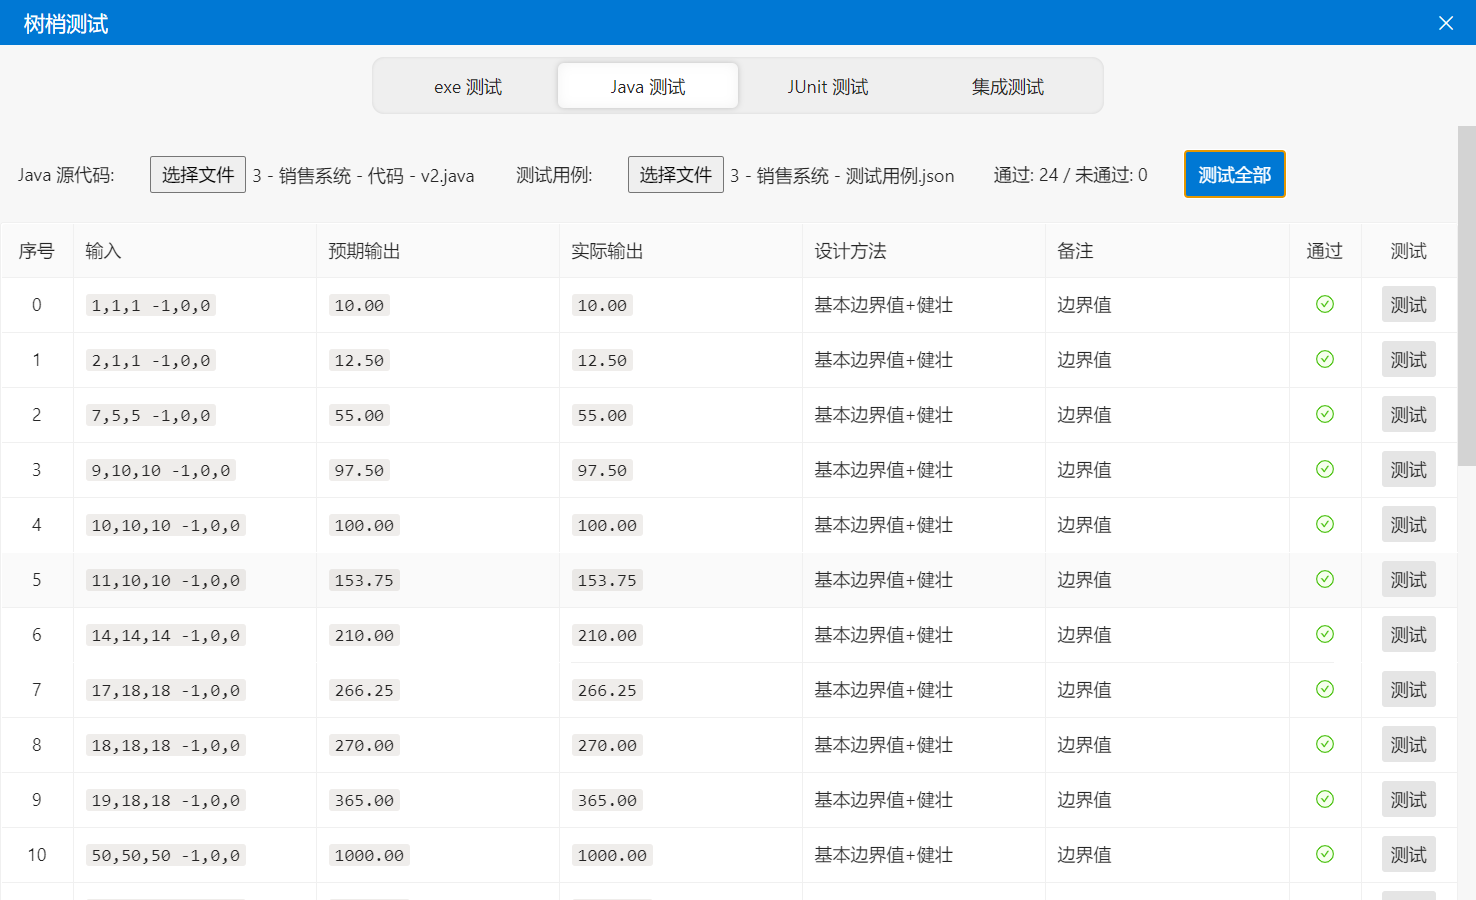 树梢测试
exe 测试 Java 测试 JUnit 测试 集成测试
Java 源代码: 选择文件 3 - 销售系统 - 代码 - v2.java 测试用例: 选择文件 3 - 销售系统 - 测试用例.json 通过: 24 / 未通过: 0 测试全部
序号 输入 预期输出 实际输出 设计方法 备注 通过 测试
0 1,1,1 -1,0,0 10.00 10.00 基本边界值+健壮 边界值 测试
1 2,1,1 -1,0,0 12.50 12.50 基本边界值+健壮 边界值 测试
2 7,5,5 -1,0,0 55.00 55.00 基本边界值+健壮 边界值 测试
3 9,10,10 -1,0,0 97.50 97.50 基本边界值+健壮 边界值 测试
4 10,10,10 -1,0,0 100.00 100.00 基本边界值+健壮 边界值 测试
5 11,10,10 -1,0,0 153.75 153.75 基本边界值+健壮 边界值 测试
6 14,14,14 -1,0,0 210.00 210.00 基本边界值+健壮 边界值 测试
7 17,18,18 -1,0,0 266.25 266.25 基本边界值+健壮 边界值 测试
8 18,18,18 -1,0,0 270.00 270.00 基本边界值+健壮 边界值 测试
9 19,18,18 -1,0,0 365.00 365.00 基本边界值+健壮 边界值 测试
10 50,50,50 -1,0,0 1000.00 1000.00 基本边界值+健壮 边界值 测试